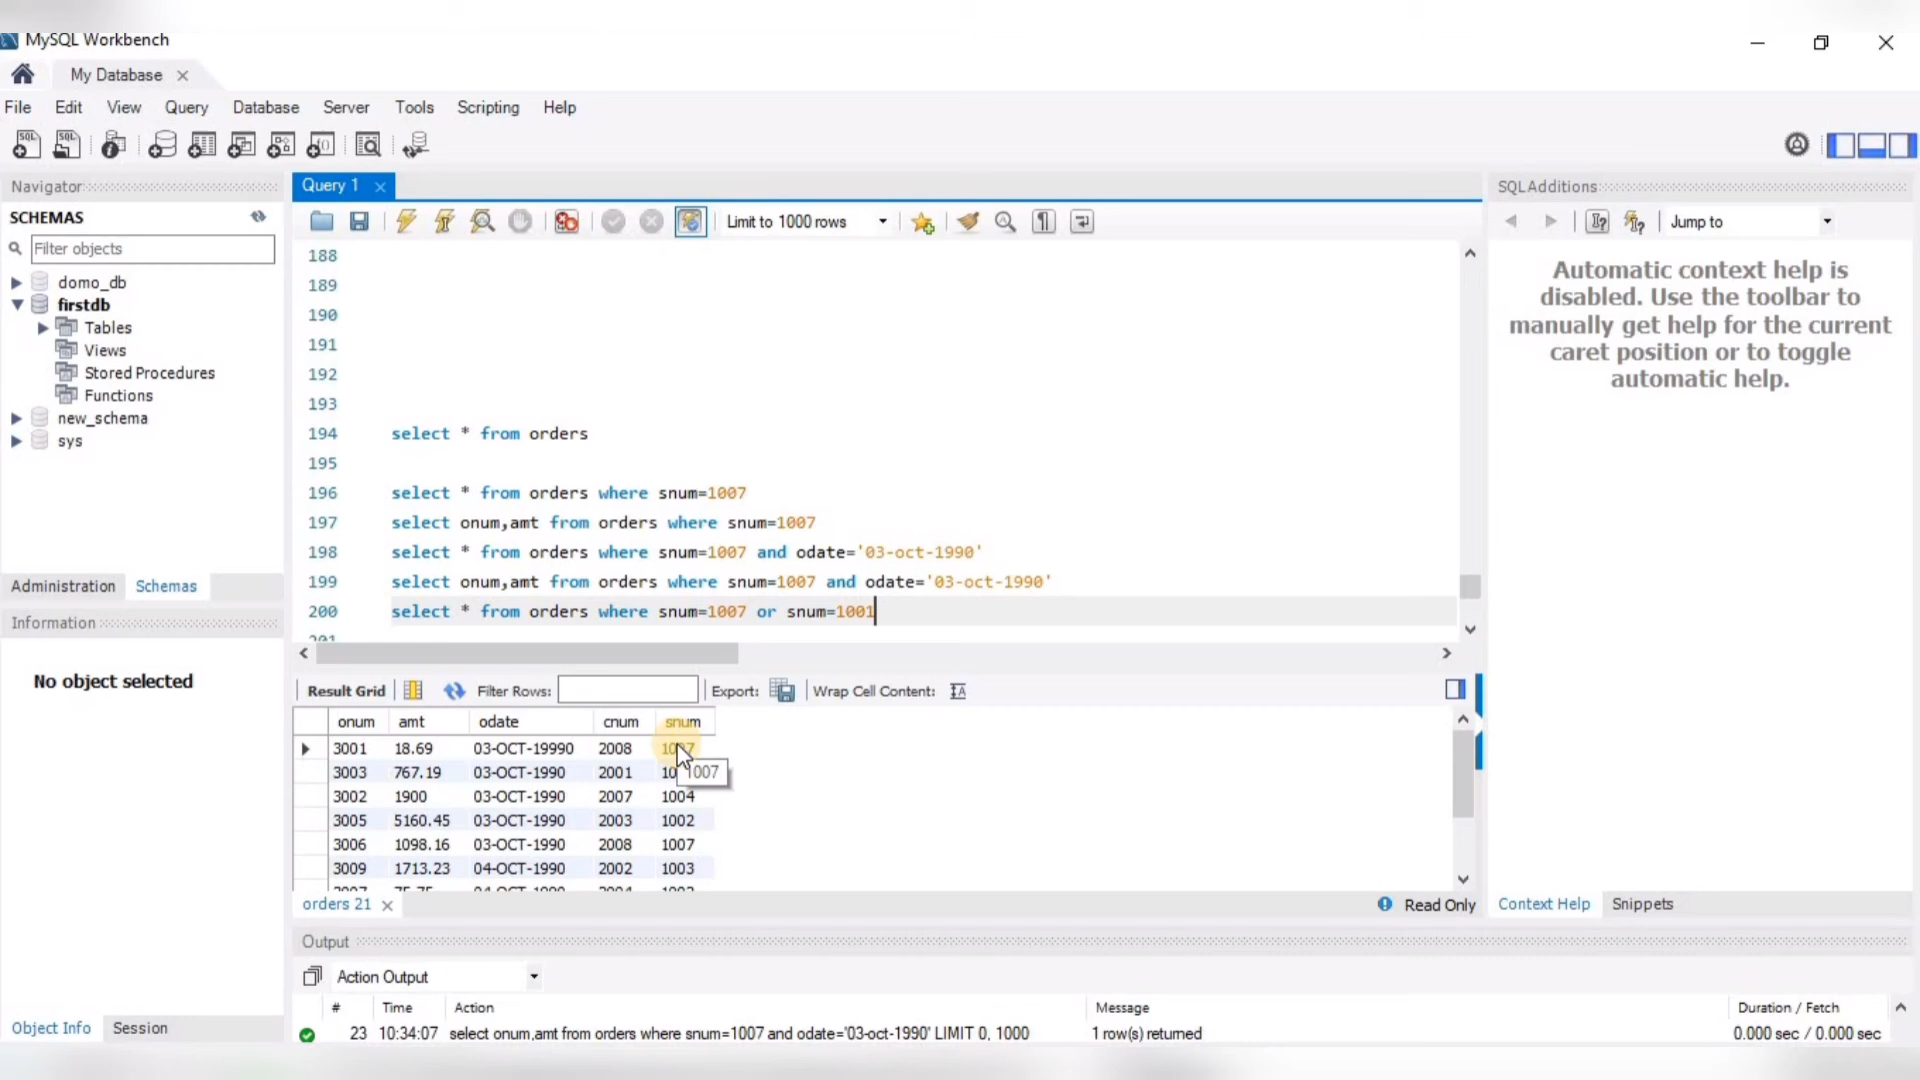 MySQL Workbench
My Database
File Edit View Query Database Server Tools Scripting Help
Navigator
SCHEMAS
Filter objects
domo_db
firstdb
Tables
Views
Stored Procedures
Functions
new_schema
sys
Administration Schemas
Information
No object selected
Object Info Session
Query 1
Limit to 1000 rows
188
189
190
191
192
193
194 select * from orders
195
196 select * from orders where snum=1007
197 select onum,amt from orders where snum=1007
198 select * from orders where snum=1007 and odate='03-oct-1990'
199 select onum,amt from orders where snum=1007 and odate='03-oct-1990'
200 select * from orders where snum=1007 or snum=1001
201
Result Grid Filter Rows: Export: Wrap Cell Content:
onum amt odate cnum snum
3001 18.69 03-OCT-19990 2008 1007
3003 767.19 03-OCT-1990 2001
1007
3002 1900 03-OCT-1990 2007 1004
3005 5160.45 03-OCT-1990 2003 1002
3006 1098.16 03-OCT-1990 2008 1007
3009 1713.23 04-OCT-1990 2002 1003
orders 21
Read Only
SQLAdditions
Jump to
Automatic context help is
disabled. Use the toolbar to
manually get help for the current
caret position or to toggle
automatic help.
Context Help Snippets
Output
Action Output
# Time Action Message Duration / Fetch
23 10:34:07 select onum,amt from orders where snum=1007 and odate='03-oct-1990' LIMIT 0, 1000 1 row(s) returned 0.000 sec / 0.000 sec